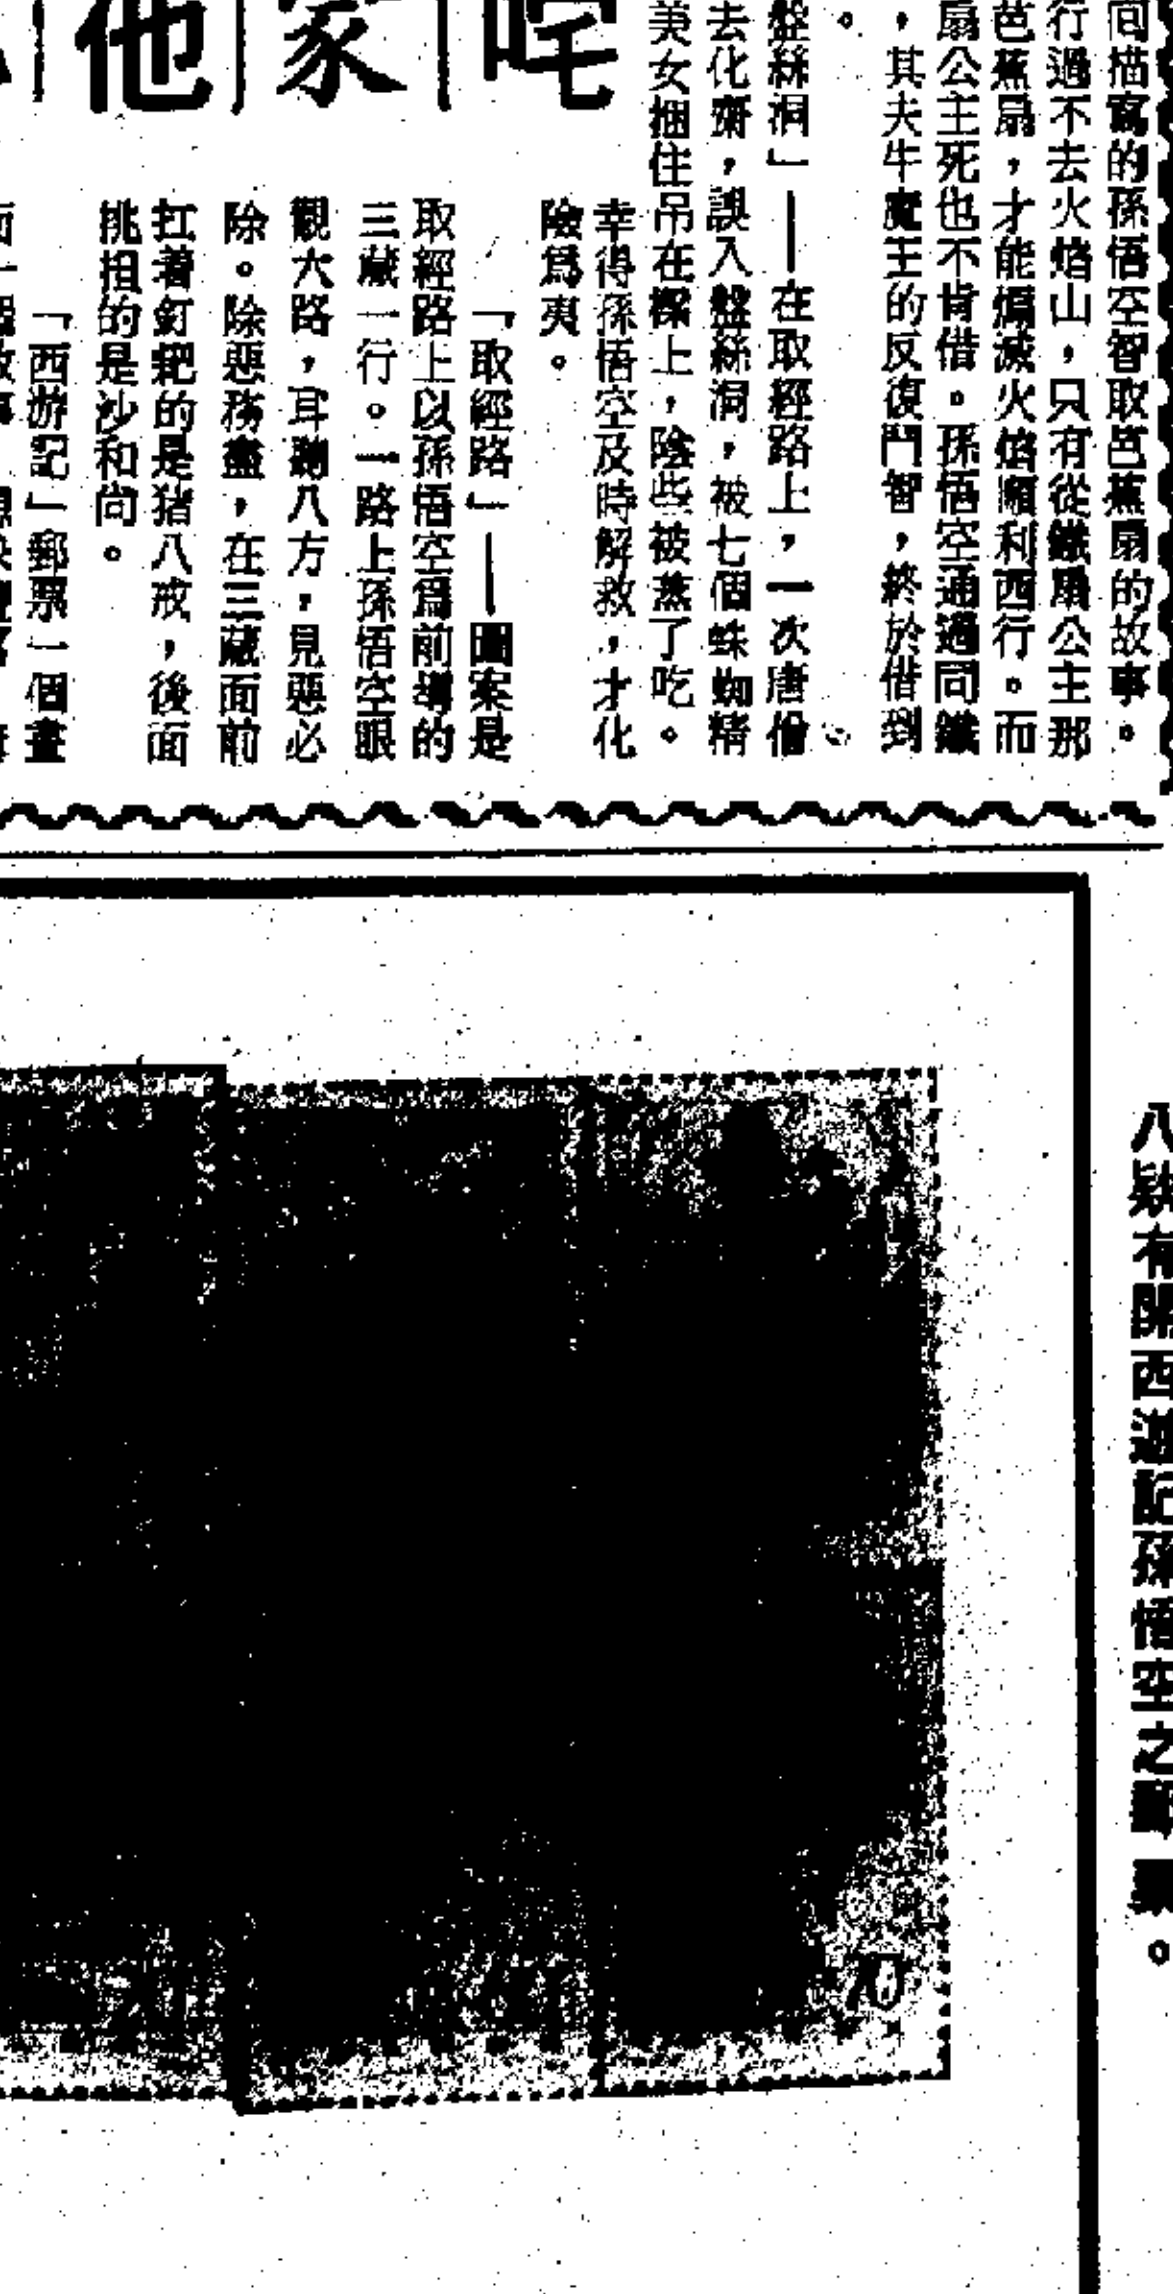 回描寫的孫悟空智取芭蕉扇的故事。
行過不去火焰山，只有從鐵扇公主那
芭蕉扇，才能煽滅火焰順利西行。而
扇公主死也不肯借。孫悟空通過同鐵
，其夫牛魔王的反復鬥智，終於借到
。
盤絲洞」——在取經路上，一次唐僧
去化齋，誤入盤絲洞，被七個蛛蜘精
美女捆住吊在樑上，險些被蒸了吃。
幸得孫悟空及時解救，才化
險爲夷。
「取經路」——圖案是
取經路上以孫悟空爲前導的
三藏一行。一路上孫悟空眼
觀六路，耳聽八方，見惡必
除。除惡務盡，在三藏面前
扛着釘耙的是猪八戒，後面
挑担的是沙和尚。
「西游記」郵票一個畫
咤
家
他
八款有關西遊記孫悟空之郵票。
70